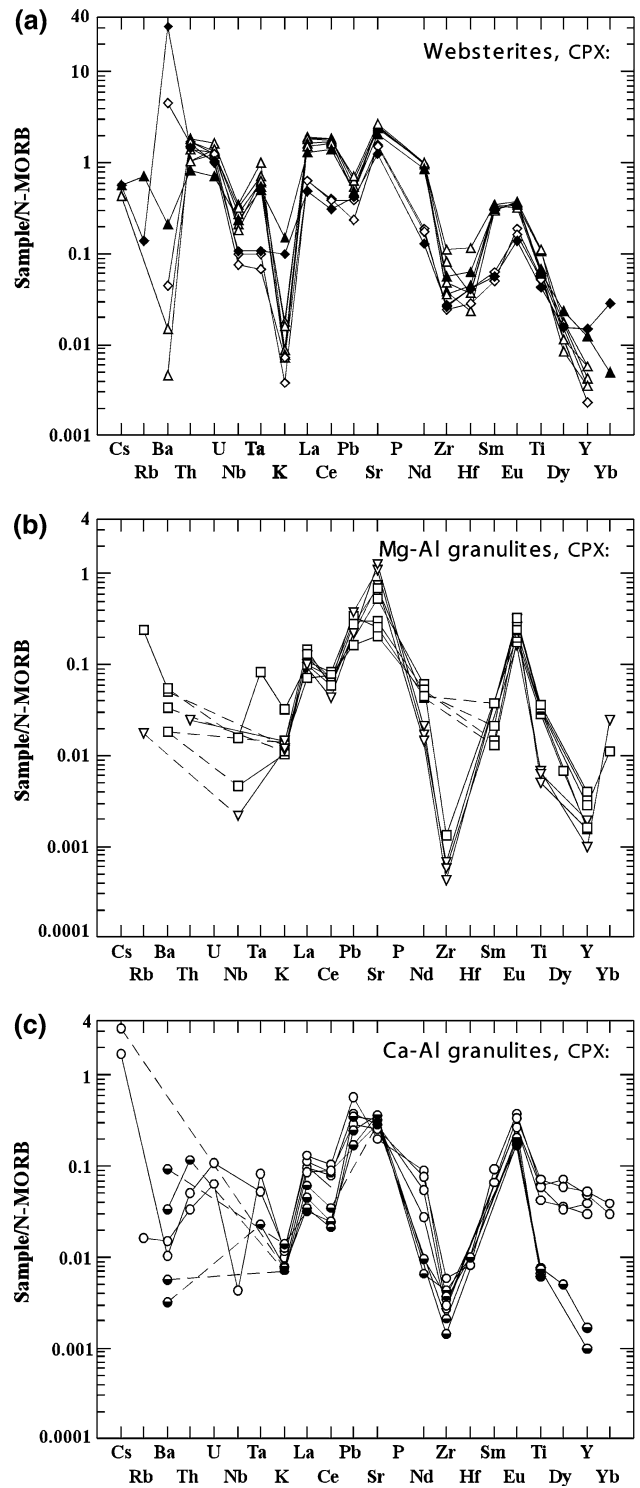 (a)
Websterites, CPX:
40
10
1
0.1
0.01
0.001
Sample/N-MORB
Cs Ba U Ta La Pb P Zr Sm Ti Y
Rb Th Nb K Ce Sr Nd Hf Eu Dy Yb
(b)
Mg-Al granulites, CPX:
4
1
0.1
0.01
0.001
0.0001
Sample/N-MORB
Cs Ba U Ta La Pb P Zr Sm Ti Y
Rb Th Nb K Ce Sr Nd Hf Eu Dy Yb
(c)
Ca-Al granulites, CPX:
4
1
0.1
0.01
0.001
0.0001
Sample/N-MORB
Cs Ba U Ta La Pb P Zr Sm Ti Y
Rb Th Nb K Ce Sr Nd Hf Eu Dy Yb